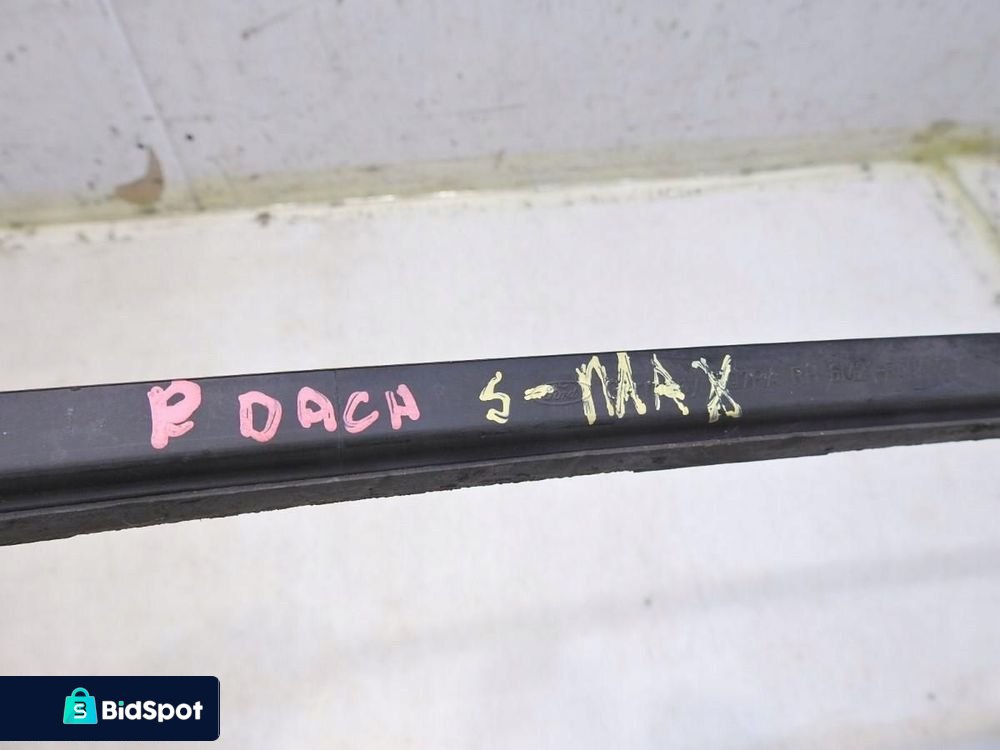 R DACH S-MAX
BidSpot